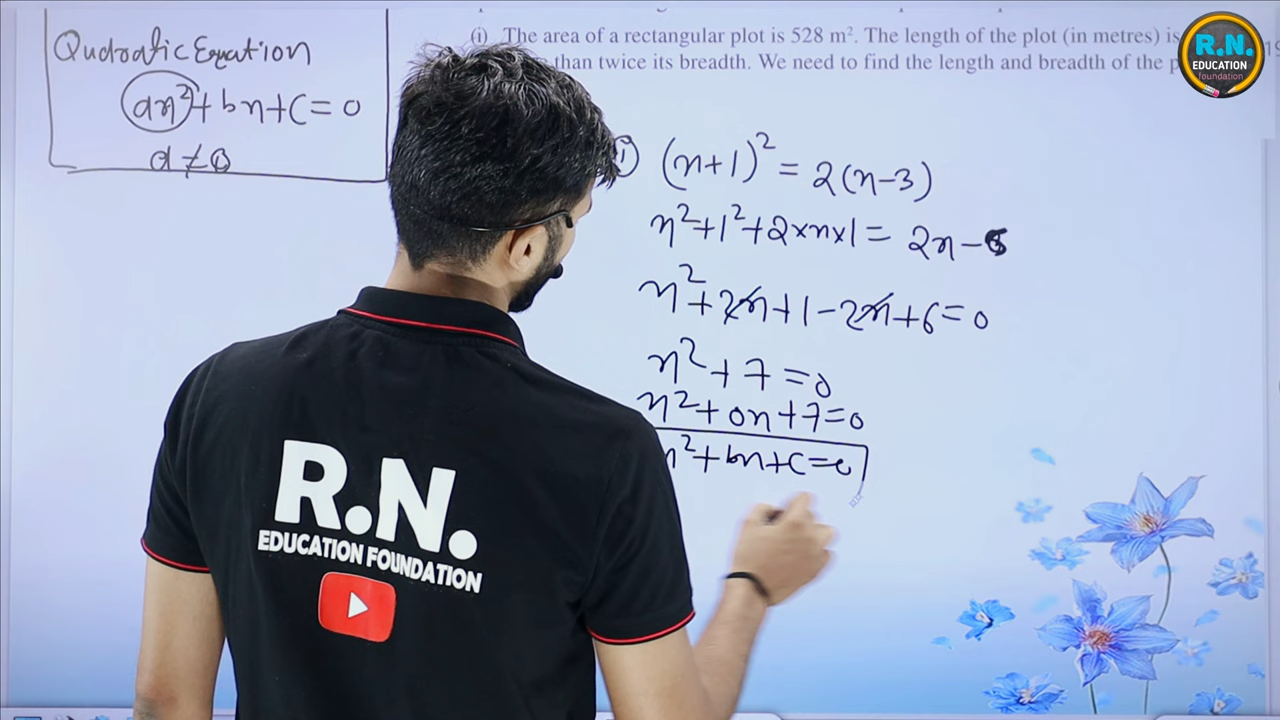 Qudratic Equation
ax²+bx+c=0
a≠0
(i) The area of a rectangular plot is 528 m². The length of the plot (in metres) is
than twice its breadth. We need to find the length and breadth of the p
R.N.
EDUCATION
foundation
(x+1)²=2(x-3)
x²+1²+2×x×1=2x-6
x²+2x+1-2x+6=0
x²+7=0
x²+0x+7=0
x²+bx+c=0
R.N.
EDUCATION FOUNDATION